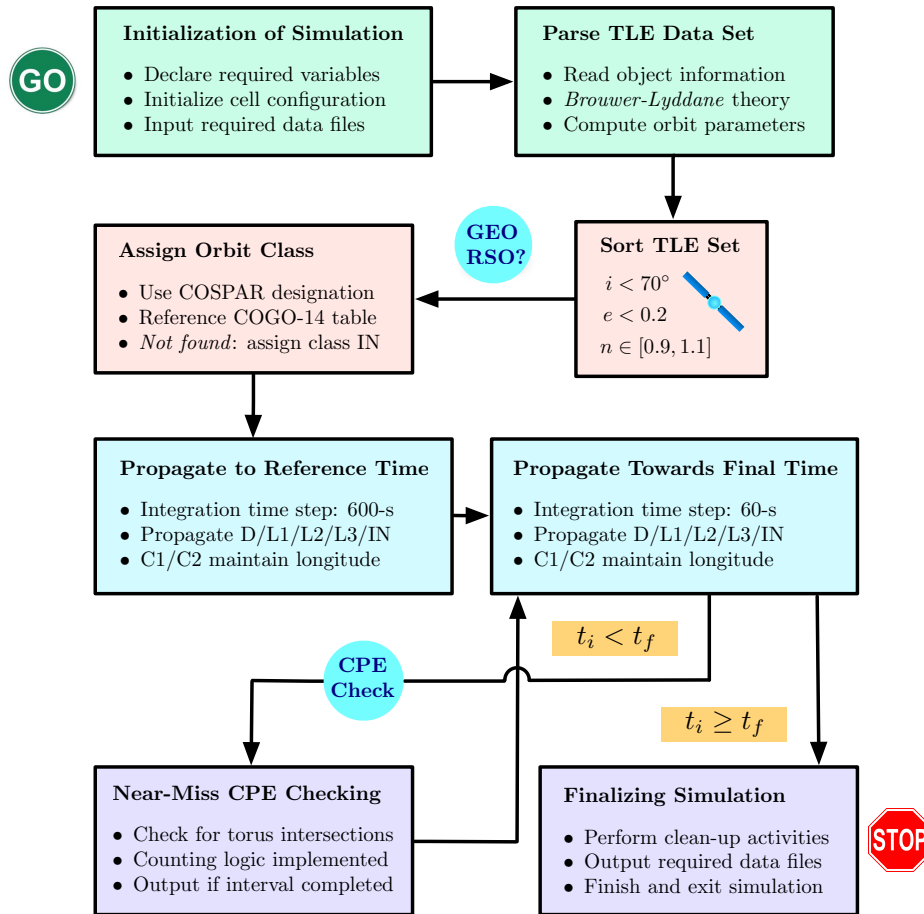 GO
Initialization of Simulation
• Declare required variables
• Initialize cell configuration
• Input required data files
Parse TLE Data Set
• Read object information
• Brouwer-Lyddane theory
• Compute orbit parameters
Sort TLE Set
i < 70°
e < 0.2
n ∈ [0.9, 1.1]
GEO
RSO?
Assign Orbit Class
• Use COSPAR designation
• Reference COGO-14 table
• Not found: assign class IN
Propagate to Reference Time
• Integration time step: 600-s
• Propagate D/L1/L2/L3/IN
• C1/C2 maintain longitude
Propagate Towards Final Time
• Integration time step: 60-s
• Propagate D/L1/L2/L3/IN
• C1/C2 maintain longitude
t_i < t_f
CPE
Check
t_i ≥ t_f
Near-Miss CPE Checking
• Check for torus intersections
• Counting logic implemented
• Output if interval completed
Finalizing Simulation
• Perform clean-up activities
• Output required data files
• Finish and exit simulation
STOP